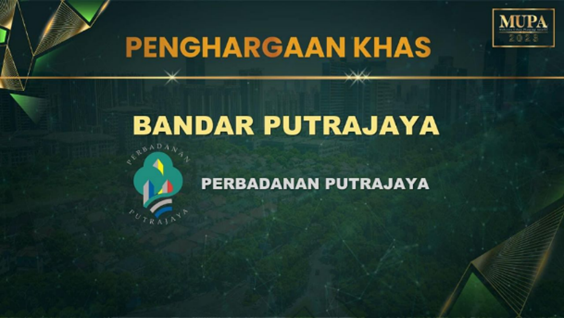 MUPA
2023
PENGHARGAAN KHAS
BANDAR PUTRAJAYA
PERBADANAN
PUTRAJAYA
PERBADANAN PUTRAJAYA